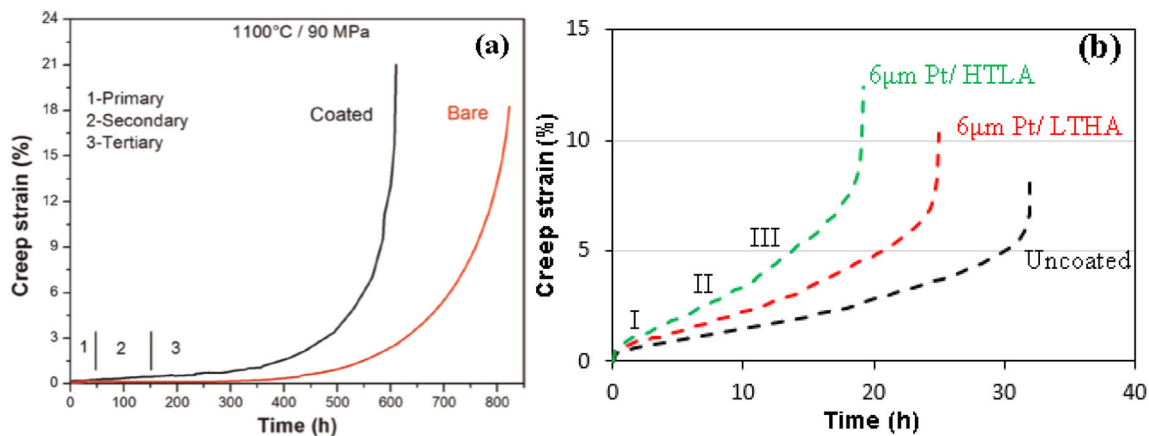 24
21
18
15
12
9
6
3
0
Creep strain (%)
1100°C / 90 MPa
(a)
1-Primary
2-Secondary
3-Tertiary
Coated
Bare
1
2
3
0 100 200 300 400 500 600 700 800
Time (h)
15
10
5
0
Creep strain (%)
(b)
6μm Pt/ HTLA
6μm Pt/ LTHA
III
II
I
Uncoated
0 10 20 30 40
Time (h)